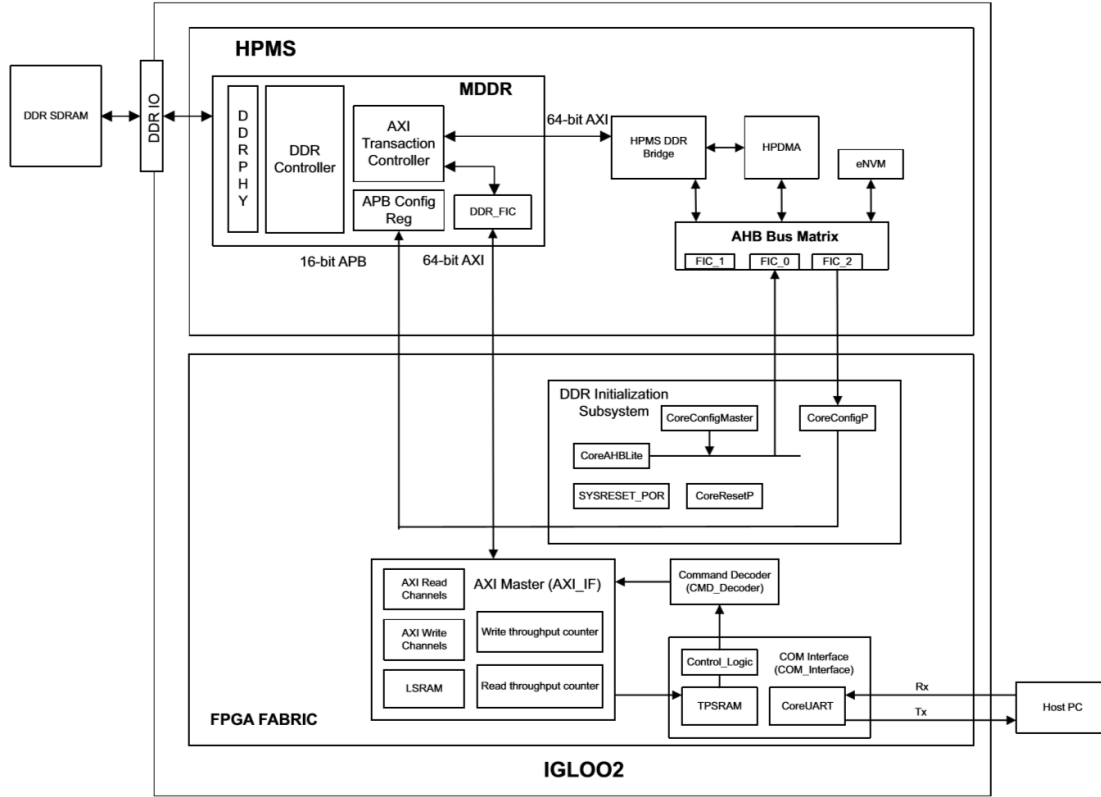 HPMS
MDDR
DDR SDRAM
DDR IO
DDRPHY
DDR
Controller
AXI
Transaction
Controller
APB Config
Reg
DDR_FIC
64-bit AXI
HPMS DDR
Bridge
HPDMA
eNVM
AHB Bus Matrix
FIC_1
FIC_0
FIC_2
16-bit APB
64-bit AXI
DDR Initialization
Subsystem
CoreConfigMaster
CoreConfigP
CoreAHBLite
SYSRESET_POR
CoreResetP
AXI Master (AXI_IF)
AXI Read
Channels
AXI Write
Channels
LSRAM
Write throughput counter
Read throughput counter
Command Decoder
(CMD_Decoder)
Control_Logic
COM Interface
(COM_Interface)
TPSRAM
CoreUART
Rx
Tx
Host PC
FPGA FABRIC
IGLOO2